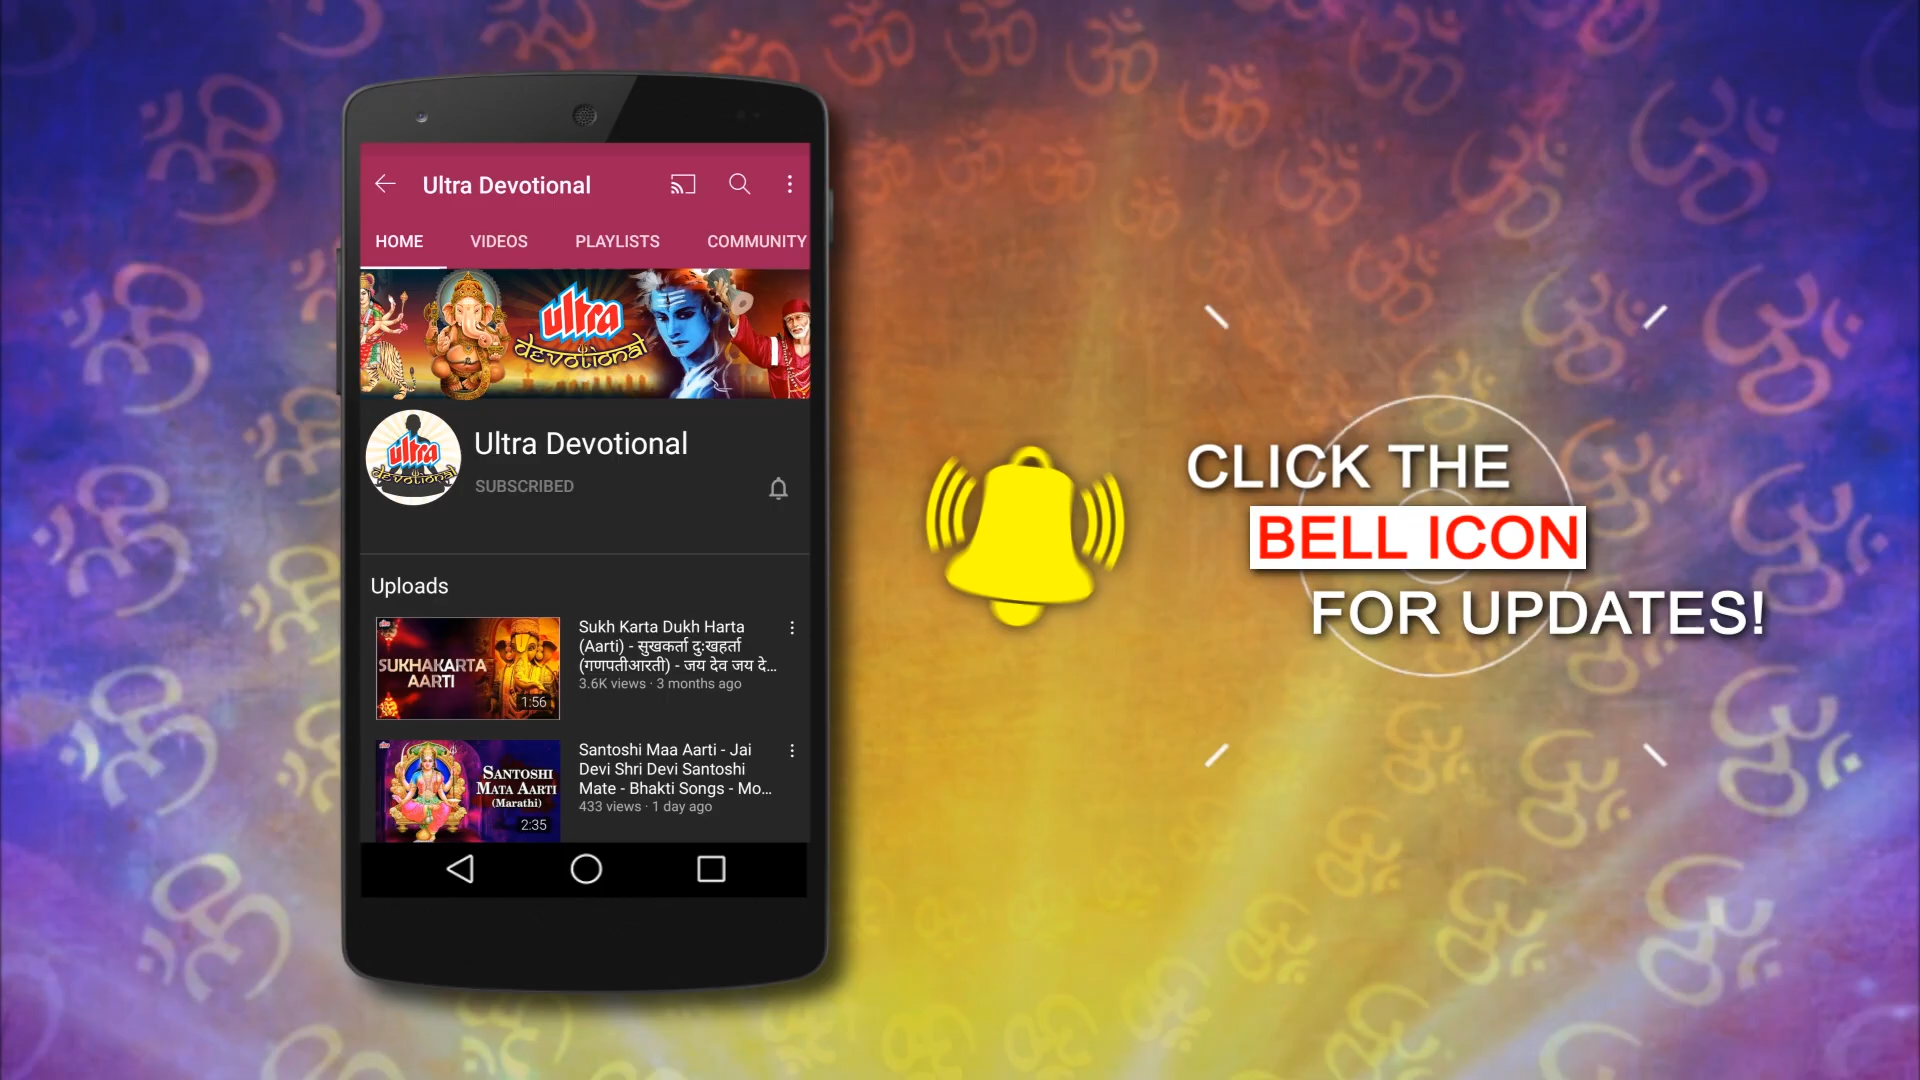 Ultra Devotional
HOME VIDEOS PLAYLISTS COMMUNITY
ultra
devotional
ultra
devotional
Ultra Devotional
SUBSCRIBED
Uploads
SUKHAKARTA
AARTI
1:56
Sukh Karta Dukh Harta
(Aarti) - सुखकर्ता दुःखहर्ता
(गणपतीआरती) - जय देव जय दे...
3.6K views · 3 months ago
SANTOSHI
MATA AARTI
(Marathi)
2:35
Santoshi Maa Aarti - Jai
Devi Shri Devi Santoshi
Mate - Bhakti Songs - Mo...
433 views · 1 day ago
CLICK THE
BELL ICON
FOR UPDATES!